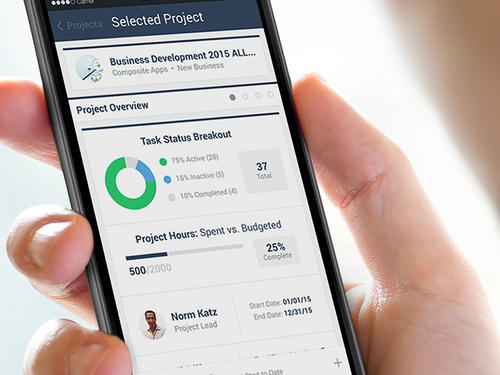 Carrier
Projects
Selected Project
Business Development 2015 ALL...
Composite Apps • New Business
Project Overview
Task Status Breakout
75% Active (28)
15% Inactive (5)
10% Completed (4)
37
Total
Project Hours: Spent vs. Budgeted
500/2000
25%
Complete
Norm Katz
Project Lead
Start Date: 01/01/15
End Date: 12/31/15
to Date